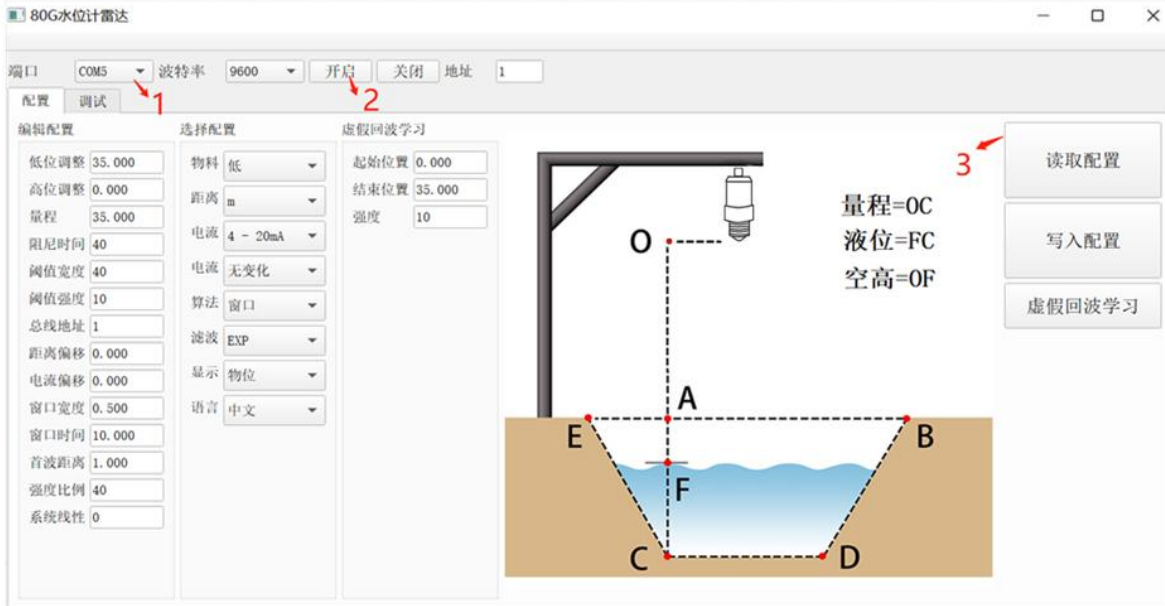 80G水位计雷达
端口 COM5 波特率 9600 开启 关闭 地址 1
1 2
配置 调试
编辑配置 选择配置 虚假回波学习
低位调整 35.000
高位调整 0.000
量程 35.000
阻尼时间 40
阈值宽度 40
阈值强度 10
总线地址 1
距离偏移 0.000
电流偏移 0.000
窗口宽度 0.500
窗口时间 10.000
首波距离 1.000
强度比例 40
系统线性 0
物料 低
距离 m
电流 4 - 20mA
电流 无变化
算法 窗口
滤波 EXP
显示 物位
语言 中文
起始位置 0.000
结束位置 35.000
强度 10
量程=OC
液位=FC
空高=OF
O
A
E
B
F
C
D
3
读取配置
写入配置
虚假回波学习